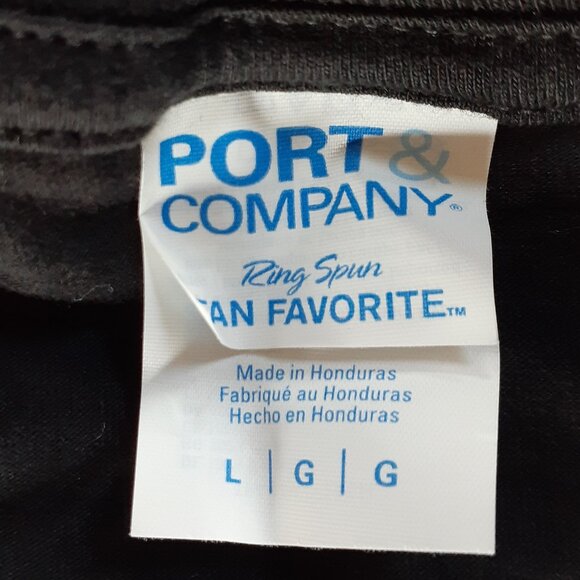 PORT &
COMPANY®
Ring Spun
FAN FAVORITE™
Made in Honduras
Fabriqué au Honduras
Hecho en Honduras
L | G | G